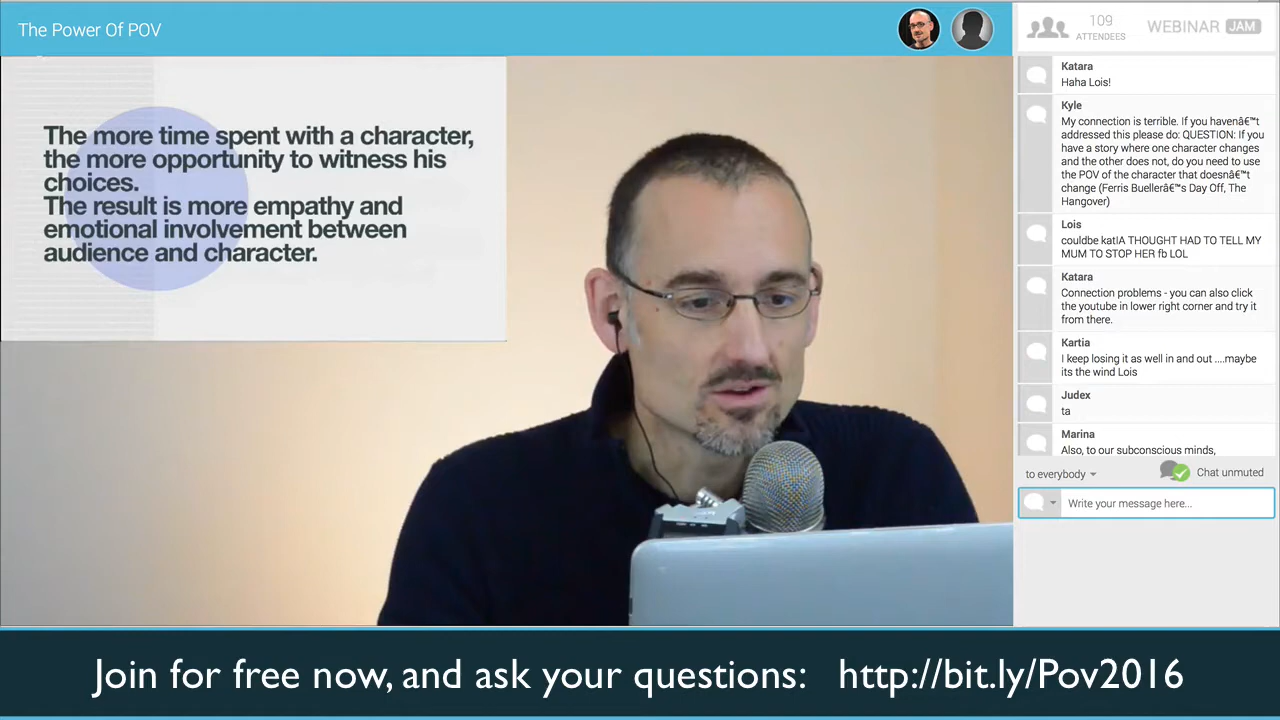 The Power Of POV
109
ATTENDEES
WEBINAR JAM
The more time spent with a character,
the more opportunity to witness his
choices.
The result is more empathy and
emotional involvement between
audience and character.
Katara
Haha Lois!
Kyle
My connection is terrible. If you havenâ€™t
addressed this please do: QUESTION: If you
have a story where one character changes
and the other does not, do you need to use
the POV of the character that doesnâ€™t
change (Ferris Buellerâ€™s Day Off, The
Hangover)
Lois
couldbe katIA THOUGHT HAD TO TELL MY
MUM TO STOP HER fb LOL
Katara
Connection problems - you can also click
the youtube in lower right corner and try it
from there.
Kartia
I keep losing it as well in and out ....maybe
its the wind Lois
Judex
ta
Marina
Also, to our subconscious minds,
to everybody
Chat unmuted
Write your message here...
Join for free now, and ask your questions: http://bit.ly/Pov2016